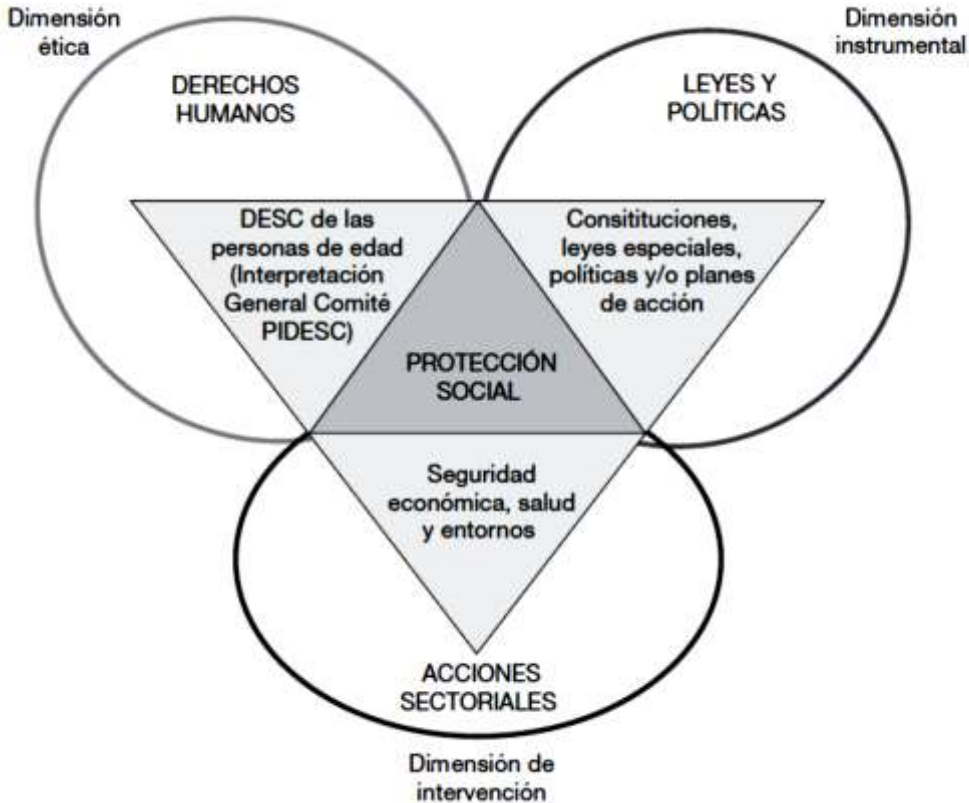 Dimensión
ética
Dimensión
instrumental
DERECHOS
HUMANOS
LEYES Y
POLÍTICAS
DESC de las
personas de edad
(Interpretación
General Comité
PIDESC)
Consitituciones,
leyes especiales,
políticas y/o planes
de acción
PROTECCIÓN
SOCIAL
Seguridad
económica, salud
y entornos
ACCIONES
SECTORIALES
Dimensión de
intervención